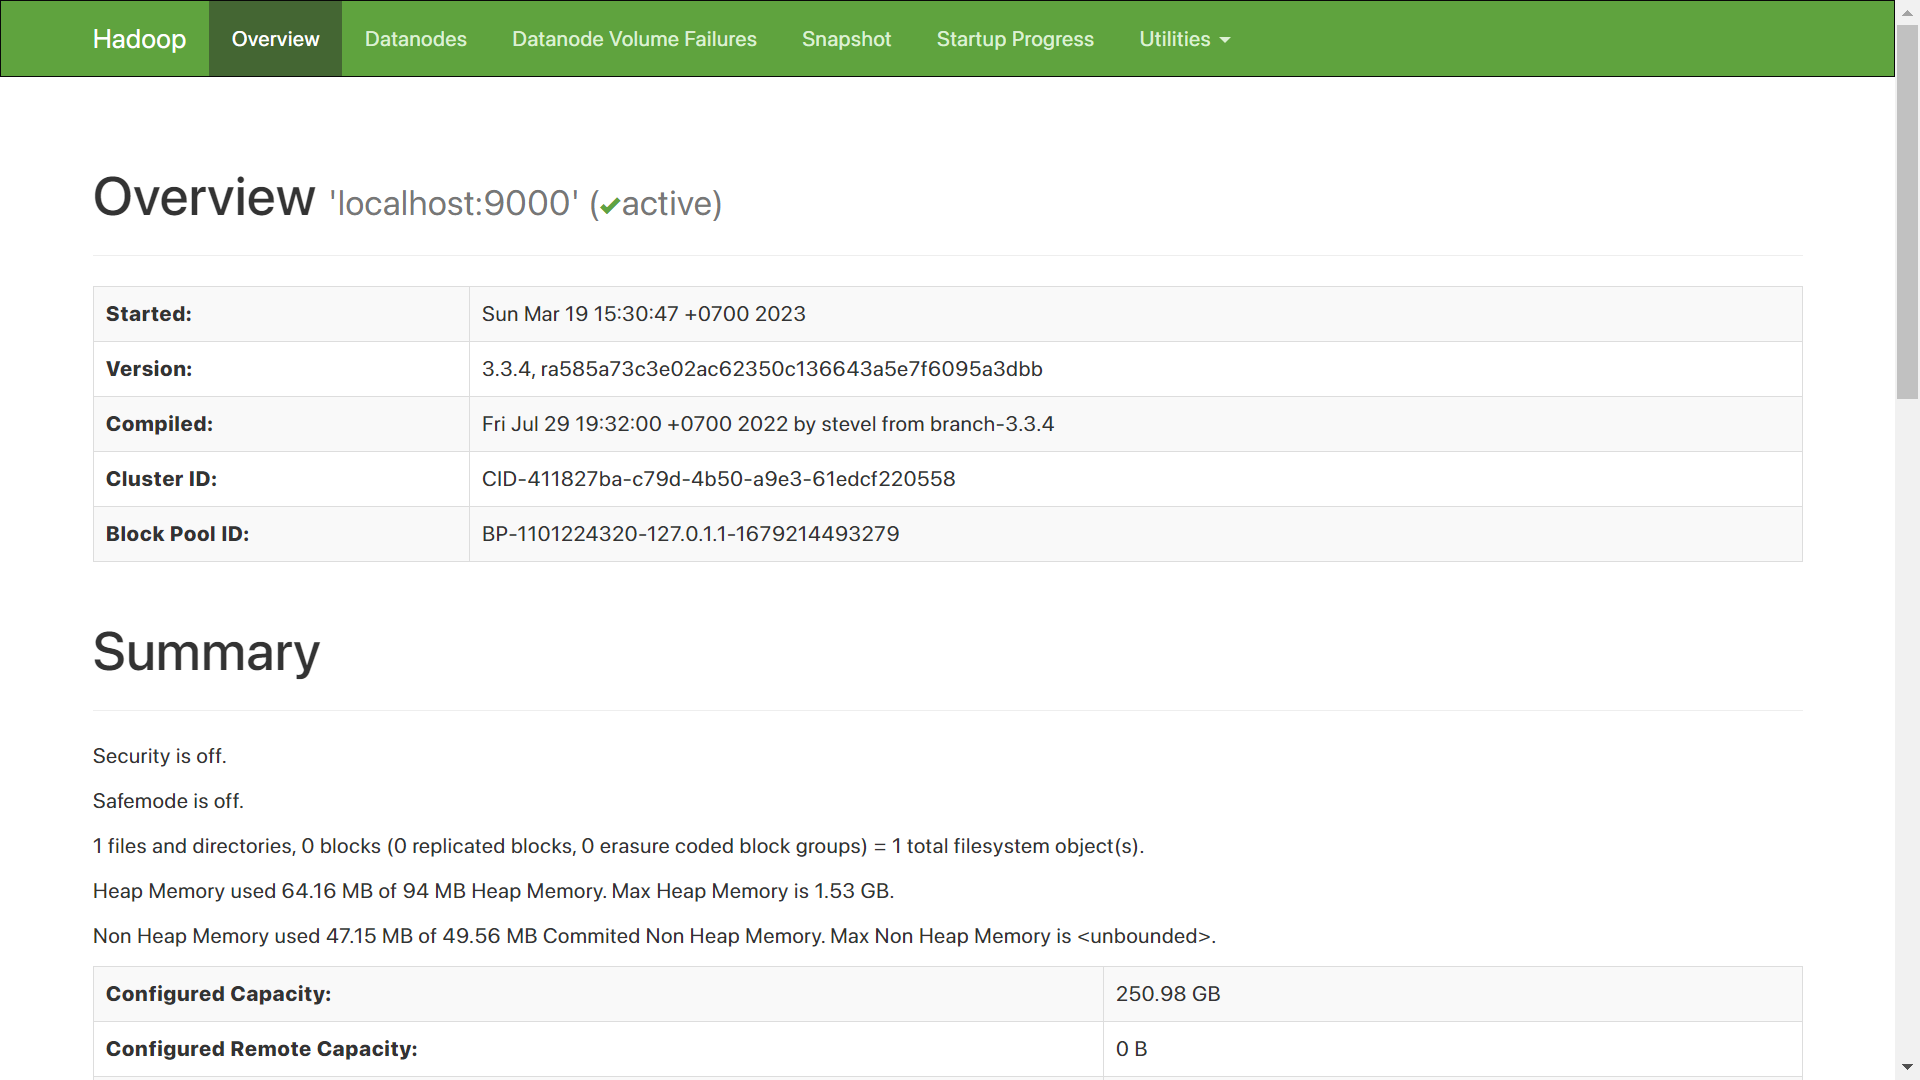 Hadoop Overview Datanodes Datanode Volume Failures Snapshot Startup Progress Utilities
Overview 'localhost:9000' (✔active)
Started: Sun Mar 19 15:30:47 +0700 2023
Version: 3.3.4, ra585a73c3e02ac62350c136643a5e7f6095a3dbb
Compiled: Fri Jul 29 19:32:00 +0700 2022 by stevel from branch-3.3.4
Cluster ID: CID-411827ba-c79d-4b50-a9e3-61edcf220558
Block Pool ID: BP-1101224320-127.0.1.1-1679214493279
Summary
Security is off.
Safemode is off.
1 files and directories, 0 blocks (0 replicated blocks, 0 erasure coded block groups) = 1 total filesystem object(s).
Heap Memory used 64.16 MB of 94 MB Heap Memory. Max Heap Memory is 1.53 GB.
Non Heap Memory used 47.15 MB of 49.56 MB Commited Non Heap Memory. Max Non Heap Memory is <unbounded>.
Configured Capacity: 250.98 GB
Configured Remote Capacity: 0 B